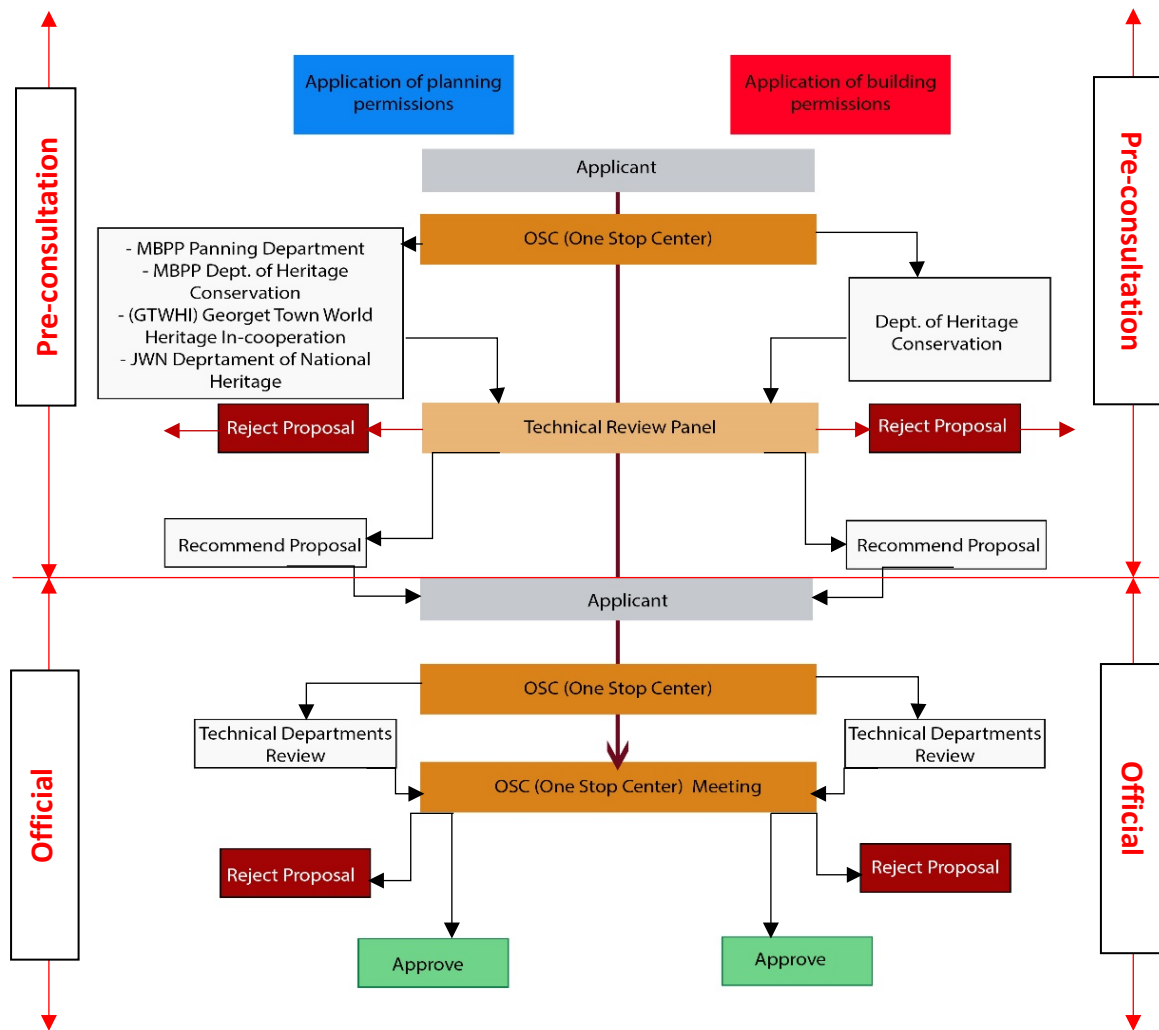 Application of planning
permissions
Application of building
permissions
Pre-consultation
Pre-consultation
Applicant
OSC (One Stop Center)
- MBPP Panning Department
- MBPP Dept. of Heritage
Conservation
- (GTWHI) Georget Town World
Heritage In-cooperation
- JWN Deprtament of National
Heritage
Dept. of Heritage
Conservation
Reject Proposal
Technical Review Panel
Reject Proposal
Recommend Proposal
Recommend Proposal
Applicant
OSC (One Stop Center)
Technical Departments
Review
Technical Departments
Review
OSC (One Stop Center) Meeting
Official
Official
Reject Proposal
Reject Proposal
Approve
Approve